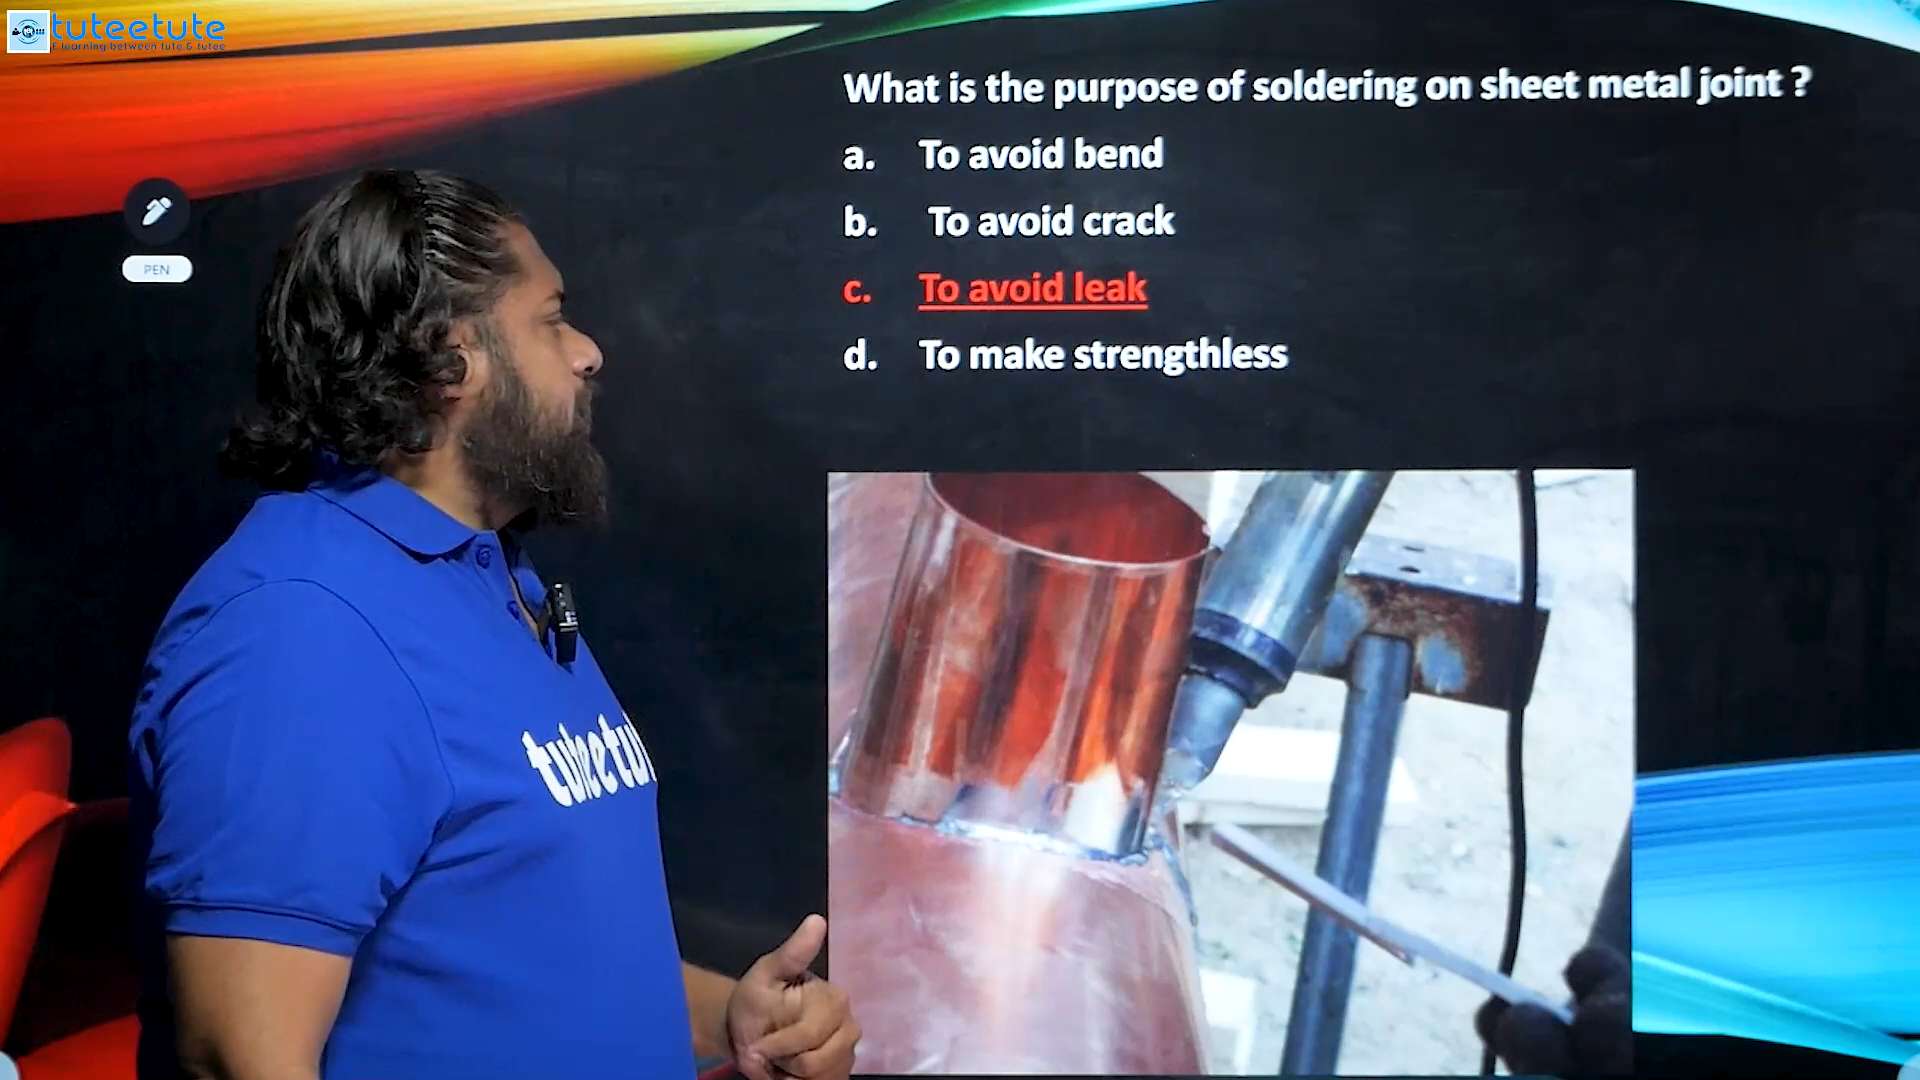 tuteetute
E learning between tute & tutee
What is the purpose of soldering on sheet metal joint ?
a. To avoid bend
b. To avoid crack
c. To avoid leak
d. To make strengthless
PEN
tuteetut